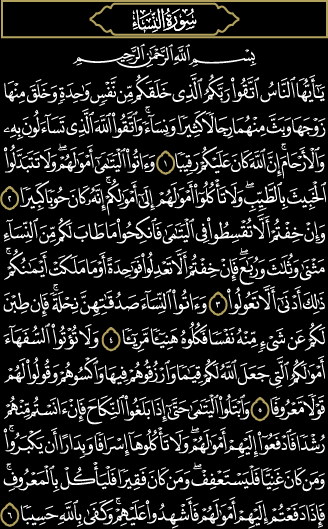 سُورَةُ النِّسَاءِ
بِسْمِ اللَّهِ الرَّحْمَٰنِ الرَّحِيمِ
يَٰٓأَيُّهَا ٱلنَّاسُ ٱتَّقُوا۟ رَبَّكُمُ ٱلَّذِى خَلَقَكُم مِّن نَّفْسٍ وَٰحِدَةٍ وَخَلَقَ مِنْهَا
زَوْجَهَا وَبَثَّ مِنْهُمَا رِجَالًا كَثِيرًا وَنِسَآءً ۚ وَٱتَّقُوا۟ ٱللَّهَ ٱلَّذِى تَسَآءَلُونَ بِهِۦ
وَٱلْأَرْحَامَ ۚ إِنَّ ٱللَّهَ كَانَ عَلَيْكُمْ رَقِيبًا ١ وَءَاتُوا۟ ٱلْيَتَٰمَىٰٓ أَمْوَٰلَهُمْ ۖ وَلَا تَتَبَدَّلُوا۟
ٱلْخَبِيثَ بِٱلطَّيِّبِ ۖ وَلَا تَأْكُلُوٓا۟ أَمْوَٰلَهُمْ إِلَىٰٓ أَمْوَٰلِكُمْ ۚ إِنَّهُۥ كَانَ حُوبًا كَبِيرًا ٢
وَإِنْ خِفْتُمْ أَلَّا تُقْسِطُوا۟ فِى ٱلْيَتَٰمَىٰ فَٱنكِحُوا۟ مَا طَابَ لَكُم مِّنَ ٱلنِّسَآءِ
مَثْنَىٰ وَثُلَٰثَ وَرُبَٰعَ ۖ فَإِنْ خِفْتُمْ أَلَّا تَعْدِلُوا۟ فَوَٰحِدَةً أَوْ مَا مَلَكَتْ أَيْمَٰنُكُمْ ۚ
ذَٰلِكَ أَدْنَىٰٓ أَلَّا تَعُولُوا۟ ٣ وَءَاتُوا۟ ٱلنِّسَآءَ صَدُقَٰتِهِنَّ نِحْلَةً ۚ فَإِن طِبْنَ
لَكُمْ عَن شَىْءٍ مِّنْهُ نَفْسًا فَكُلُوهُ هَنِيٓـًٔا مَّرِيٓـًٔا ٤ وَلَا تُؤْتُوا۟ ٱلسُّفَهَآءَ
أَمْوَٰلَكُمُ ٱلَّتِى جَعَلَ ٱللَّهُ لَكُمْ قِيَٰمًا وَٱرْزُقُوهُمْ فِيهَا وَٱكْسُوهُمْ وَقُولُوا۟ لَهُمْ
قَوْلًا مَّعْرُوفًا ٥ وَٱبْتَلُوا۟ ٱلْيَتَٰمَىٰ حَتَّىٰٓ إِذَا بَلَغُوا۟ ٱلنِّكَاحَ فَإِنْ ءَانَسْتُم مِّنْهُمْ
رُشْدًا فَٱدْفَعُوٓا۟ إِلَيْهِمْ أَمْوَٰلَهُمْ ۖ وَلَا تَأْكُلُوهَآ إِسْرَافًا وَبِدَارًا أَن يَكْبَرُوا۟ ۚ
وَمَن كَانَ غَنِيًّا فَلْيَسْتَعْفِفْ ۖ وَمَن كَانَ فَقِيرًا فَلْيَأْكُلْ بِٱلْمَعْرُوفِ ۚ
فَإِذَا دَفَعْتُمْ إِلَيْهِمْ أَمْوَٰلَهُمْ فَأَشْهِدُوا۟ عَلَيْهِمْ ۚ وَكَفَىٰ بِٱللَّهِ حَسِيبًا ٦